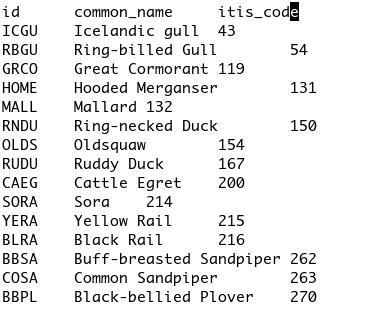 id common_name itis_code
ICGU Icelandic gull 43
RBGU Ring-billed Gull 54
GRCO Great Cormorant 119
HOME Hooded Merganser 131
MALL Mallard 132
RNDU Ring-necked Duck 150
OLDS Oldsquaw 154
RUDU Ruddy Duck 167
CAEG Cattle Egret 200
SORA Sora 214
YERA Yellow Rail 215
BLRA Black Rail 216
BBSA Buff-breasted Sandpiper 262
COSA Common Sandpiper 263
BBPL Black-bellied Plover 270